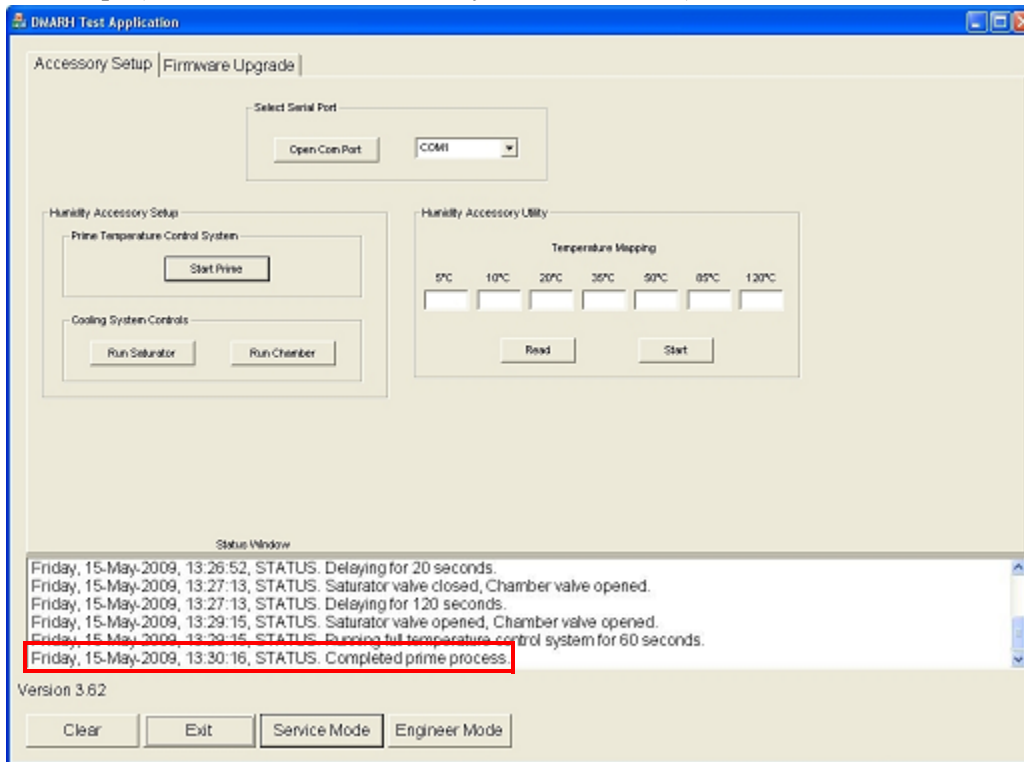 DMARH Test Application
Accessory Setup
Firmware Upgrade
Select Serial Port
Open Com Port
COM1
Humidity Accessory Setup
Prime Temperature Control System
Start Prime
Cooling System Controls
Run Saturator
Run Chamber
Humidity Accessory Utility
Temperature Mapping
5°C 10°C 20°C 35°C 50°C 85°C 120°C
Read
Start
Status Window
Friday, 15-May-2009, 13:26:52, STATUS. Delaying for 20 seconds.
Friday, 15-May-2009, 13:27:13, STATUS. Saturator valve closed, Chamber valve opened.
Friday, 15-May-2009, 13:27:13, STATUS. Delaying for 120 seconds.
Friday, 15-May-2009, 13:29:15, STATUS. Saturator valve opened, Chamber valve opened.
Friday, 15-May-2009, 13:29:15, STATUS. Running full temperature control system for 60 seconds.
Friday, 15-May-2009, 13:30:16, STATUS. Completed prime process.
Version 3.62
Clear
Exit
Service Mode
Engineer Mode